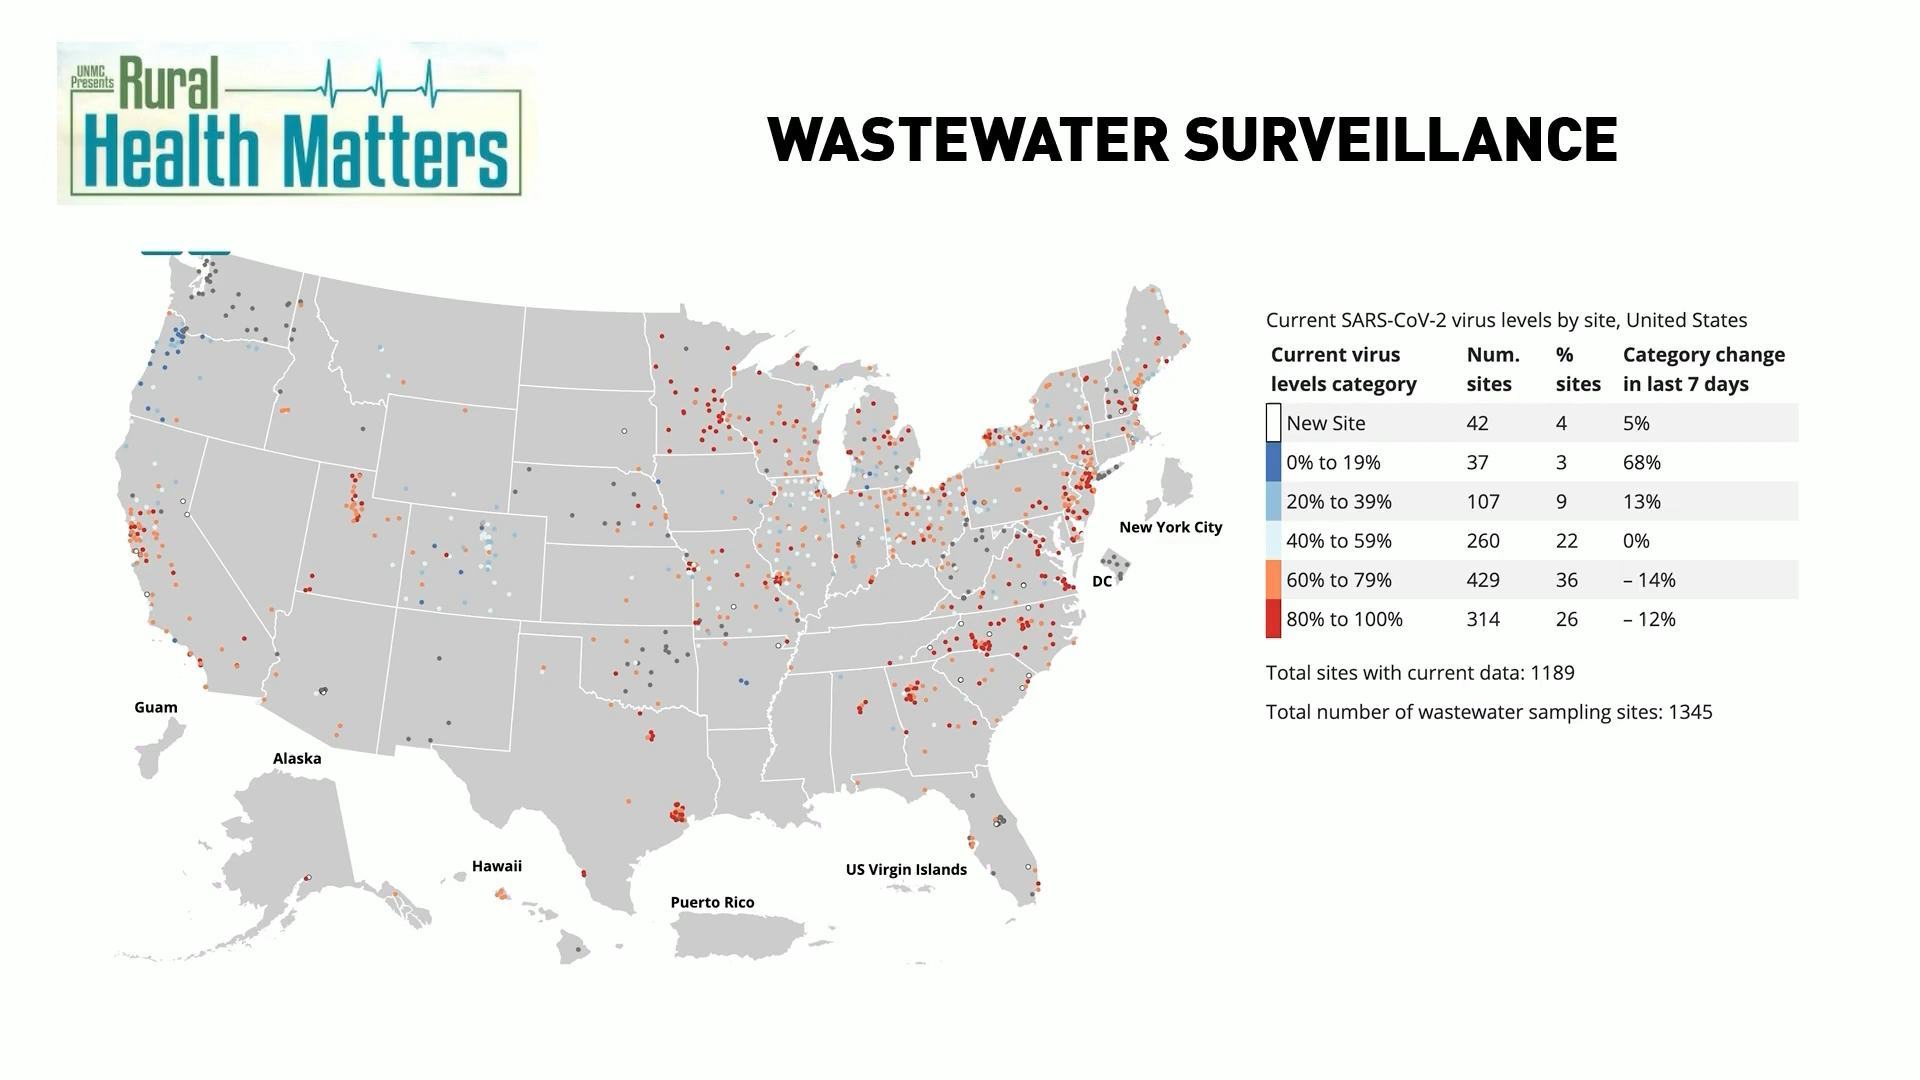 UNMC
Presents
Rural
Health Matters
WASTEWATER SURVEILLANCE
Current SARS-CoV-2 virus levels by site, United States
Current virus levels category Num. sites % sites Category change in last 7 days
New Site 42 4 5%
0% to 19% 37 3 68%
20% to 39% 107 9 13%
40% to 59% 260 22 0%
60% to 79% 429 36 – 14%
80% to 100% 314 26 – 12%
Total sites with current data: 1189
Total number of wastewater sampling sites: 1345
New York City
DC
Guam
Alaska
Hawaii
US Virgin Islands
Puerto Rico